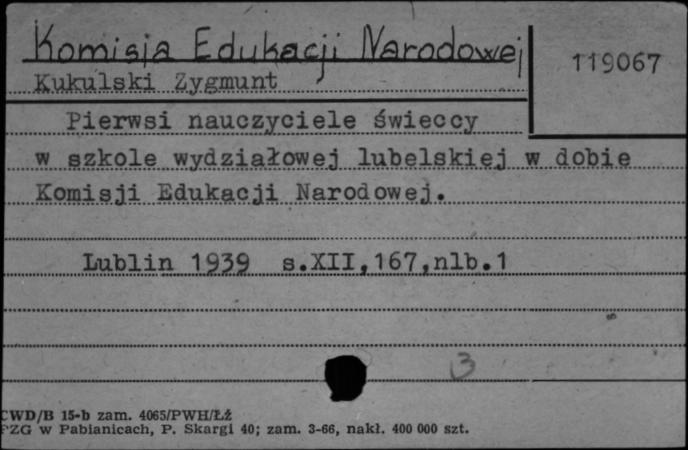 Komisja Edukacji Narodowej
119067
Kukulski Zygmunt
Pierwsi nauczyciele świeccy
w szkole wydziałowej lubelskiej w dobie
Komisji Edukacji Narodowej.
Lublin 1939 s.XII,167,nlb.1
3
CWD/B 15-b zam. 4065/PWH/Łż
PZG w Pabianicach, P. Skargi 40; zam. 3-66, nakł. 400 000 szt.